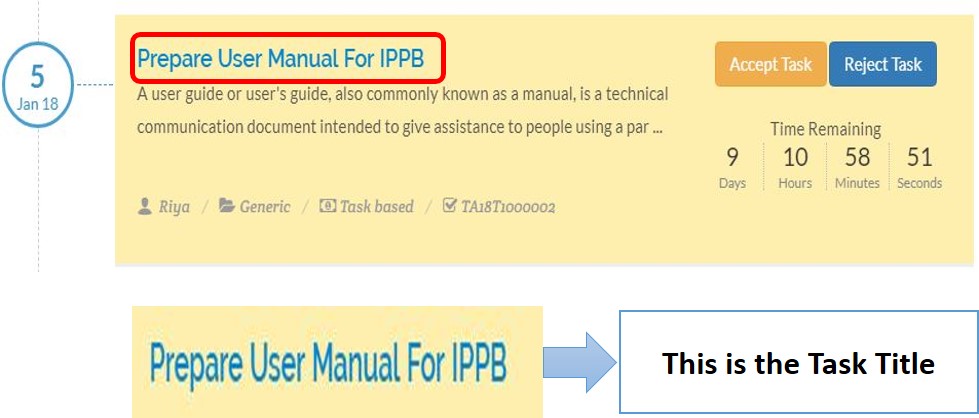 5
Jan 18
Prepare User Manual For IPPB
A user guide or user's guide, also commonly known as a manual, is a technical
communication document intended to give assistance to people using a par ...
Riya / Generic / Task based / TA18T1000002
Accept Task Reject Task
Time Remaining
9 10 58 51
Days Hours Minutes Seconds
Prepare User Manual For IPPB
This is the Task Title